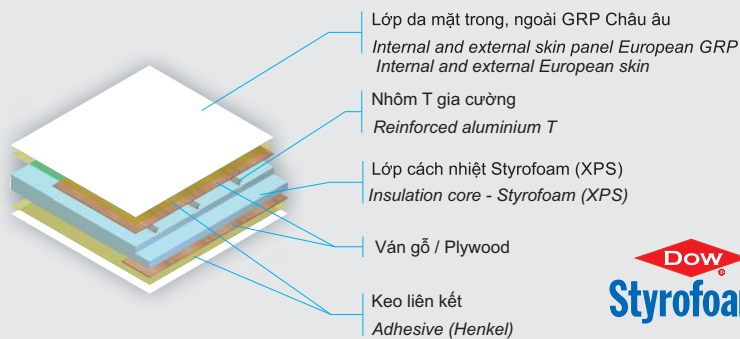 Lớp da mặt trong, ngoài GRP Châu âu
Internal and external skin panel European GRP
Internal and external European skin
Nhôm T gia cường
Reinforced aluminium T
Lớp cách nhiệt Styrofoam (XPS)
Insulation core - Styrofoam (XPS)
Ván gỗ / Plywood
Keo liên kết
Adhesive (Henkel)
Dow